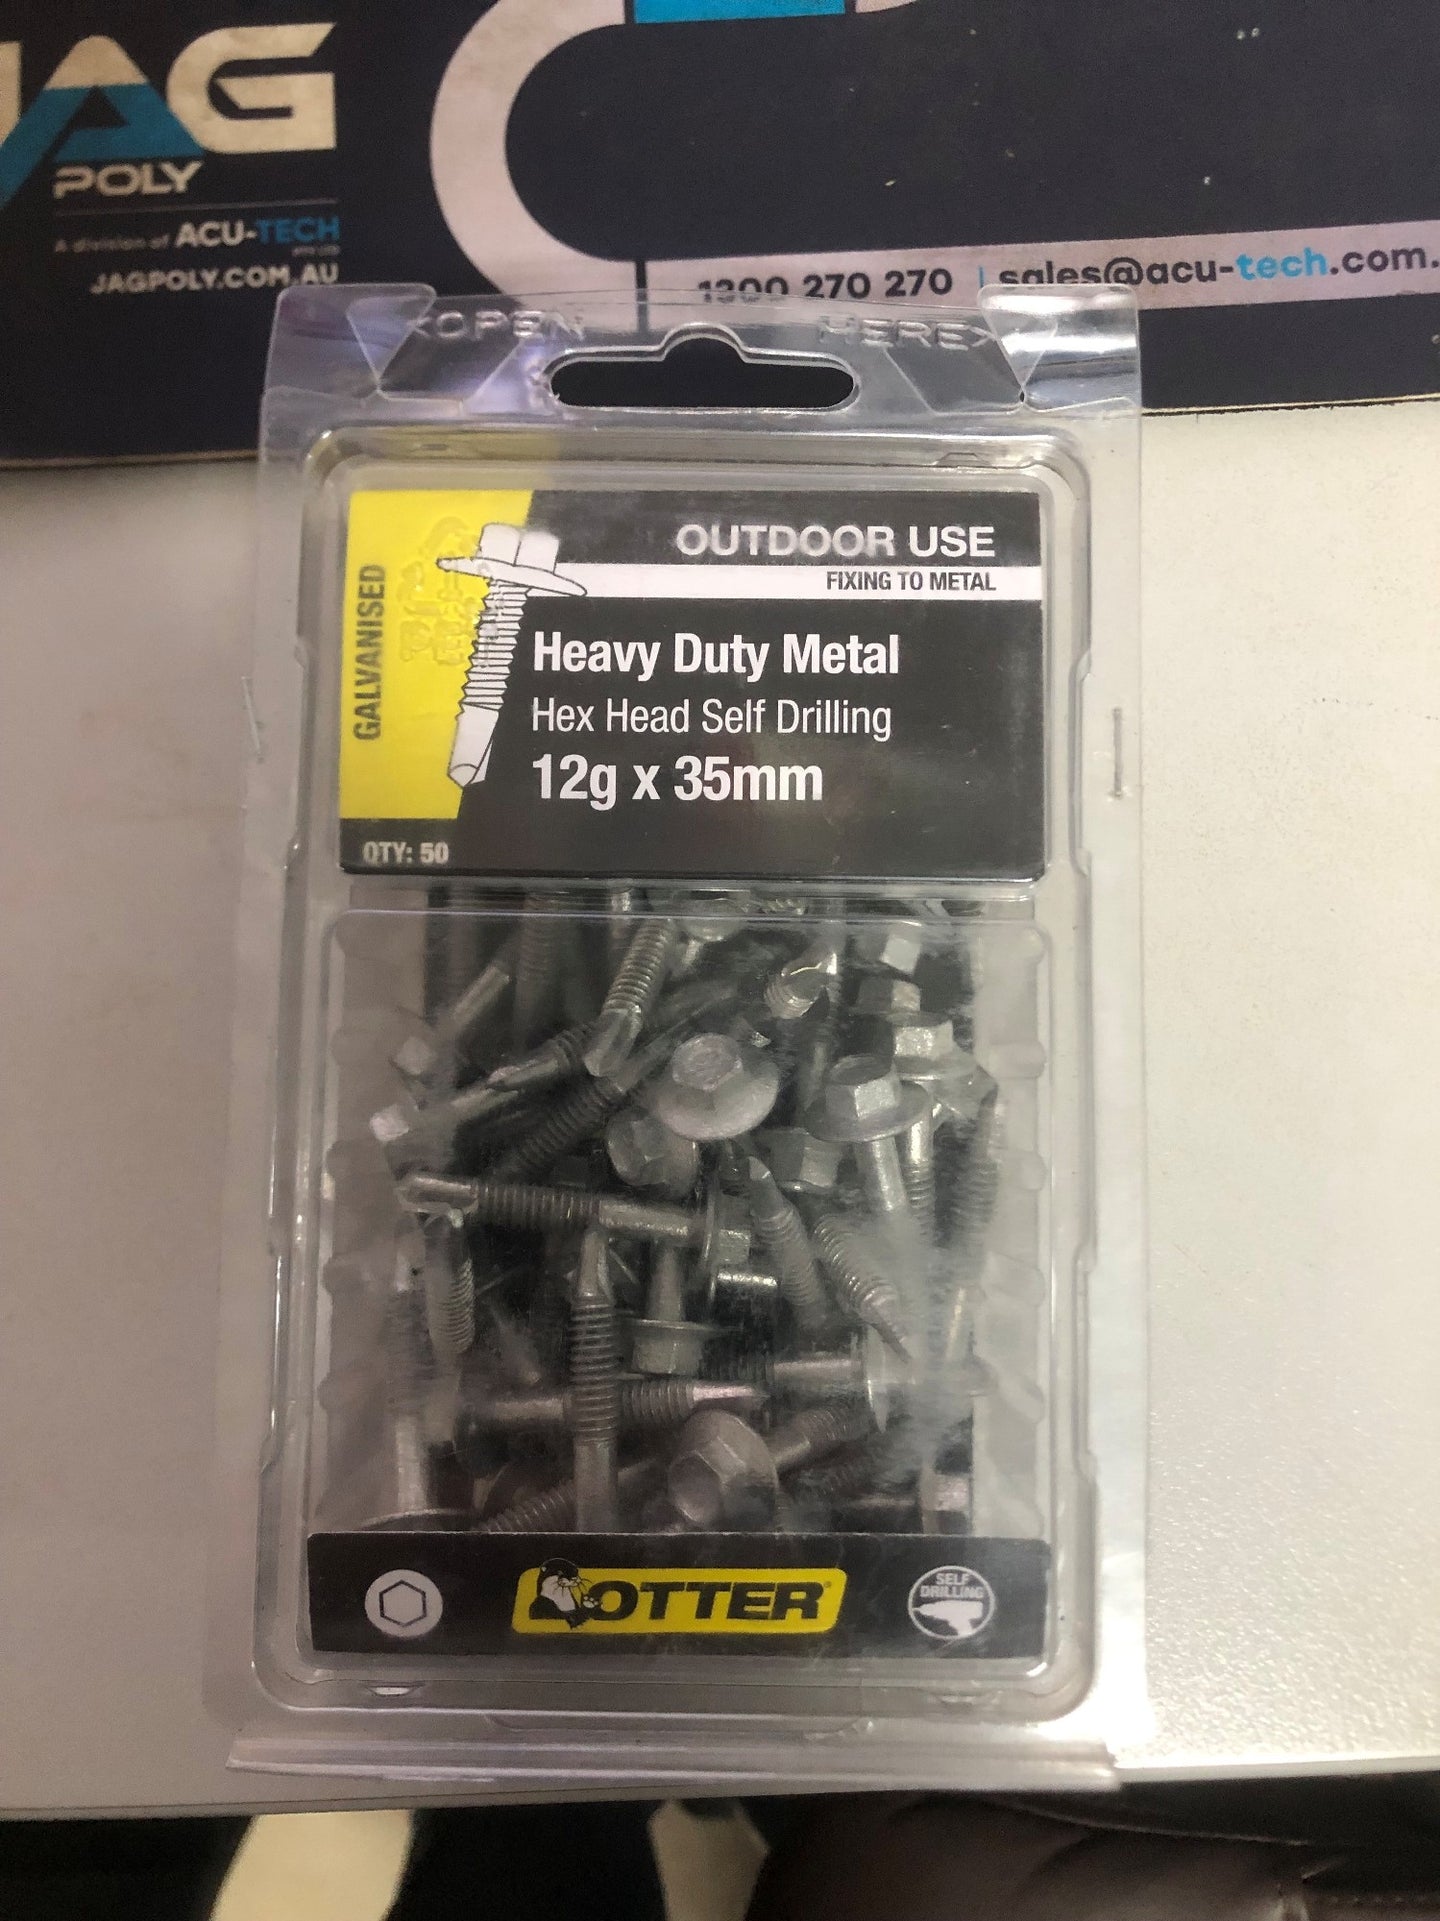 JAG
POLY
A division of ACU-TECH
JAGPOLY.COM.AU
1300 270 270 | sales@acu-tech.com.
<OPEN HERE>
OUTDOOR USE
FIXING TO METAL
GALVANISED
Heavy Duty Metal
Hex Head Self Drilling
12g x 35mm
QTY: 50
OTTER
SELF
DRILLING